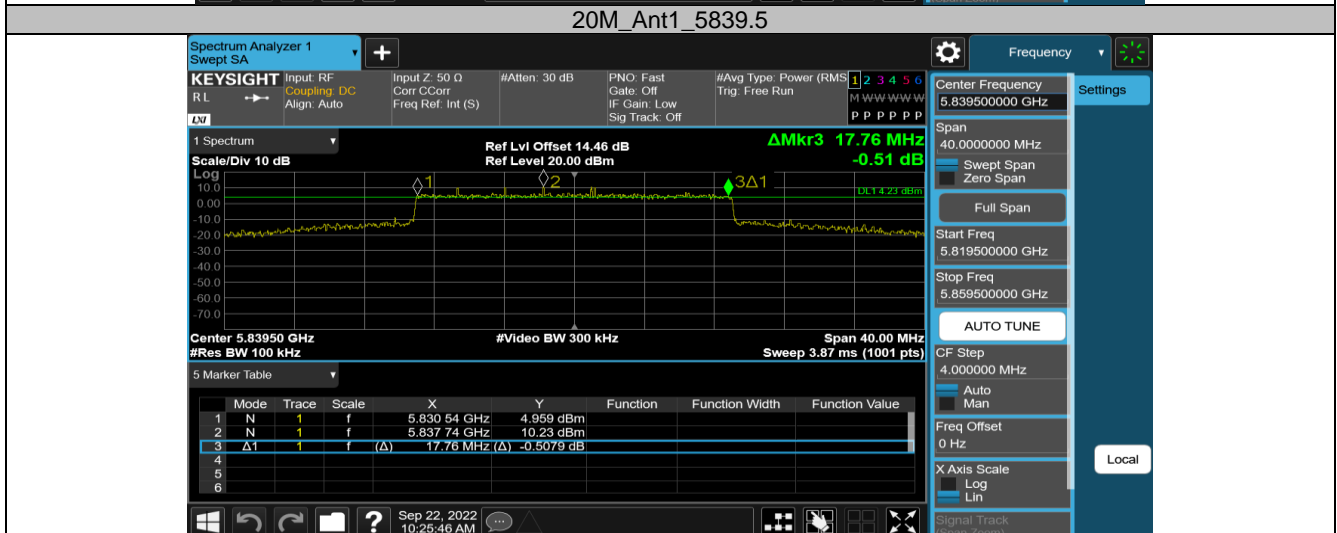 20M_Ant1_5839.5
Spectrum Analyzer 1
Swept SA
+
Frequency
KEYSIGHT
Input: RF
Coupling: DC
Align: Auto
Input Z: 50 Ω
Corr CCorr
Freq Ref: Int (S)
#Atten: 30 dB
PNO: Fast
Gate: Off
IF Gain: Low
Sig Track: Off
#Avg Type: Power (RMS
Trig: Free Run
1 2 3 4 5 6
M W W W W W
P P P P P P
R L
LXI
1 Spectrum
Scale/Div 10 dB
Ref Lvl Offset 14.46 dB
Ref Level 20.00 dBm
ΔMkr3 17.76 MHz
-0.51 dB
Log
10.0
0.00
-10.0
-20.0
-30.0
-40.0
-50.0
-60.0
-70.0
1
2
3Δ1
DL1 4.23 dBm
Center 5.83950 GHz
#Video BW 300 kHz
Span 40.00 MHz
#Res BW 100 kHz
Sweep 3.87 ms (1001 pts)
5 Marker Table
Mode Trace Scale X Y Function Function Width Function Value
1 N 1 f 5.830 54 GHz 4.959 dBm
2 N 1 f 5.837 74 GHz 10.23 dBm
3 Δ1 1 f (Δ) 17.76 MHz (Δ) -0.5079 dB
4
5
6
Center Frequency
5.839500000 GHz
Settings
Span
40.0000000 MHz
Swept Span
Zero Span
Full Span
Start Freq
5.819500000 GHz
Stop Freq
5.859500000 GHz
AUTO TUNE
CF Step
4.000000 MHz
Auto
Man
Freq Offset
0 Hz
X Axis Scale
Log
Lin
Local
Signal Track
(Span Zoom)
?
Sep 22, 2022
10:25:46 AM